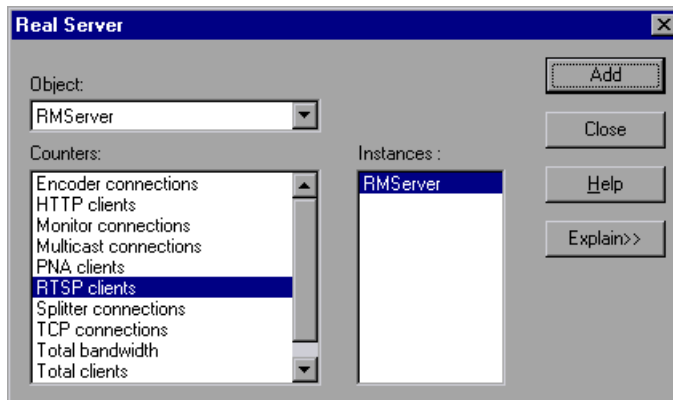 Real Server
Object:
RMServer
Counters:
Encoder connections
HTTP clients
Monitor connections
Multicast connections
PNA clients
RTSP clients
Splitter connections
TCP connections
Total bandwidth
Total clients
Instances :
RMServer
Add
Close
Help
Explain>>